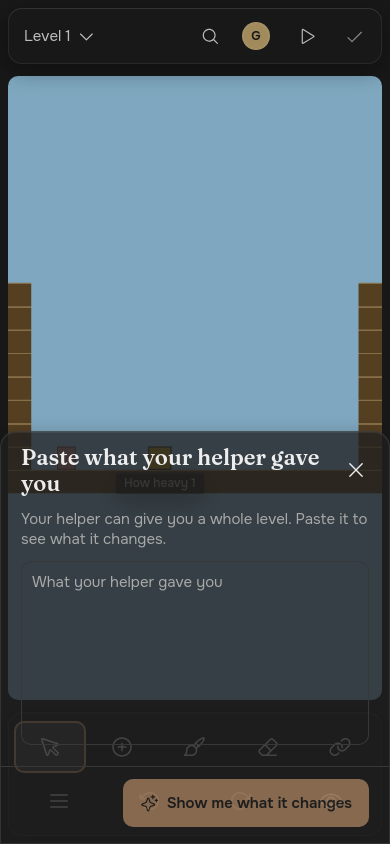 Level 1
G
Paste what your helper gave
you
How heavy 1
Your helper can give you a whole level. Paste it to
see what it changes.
What your helper gave you
Show me what it changes